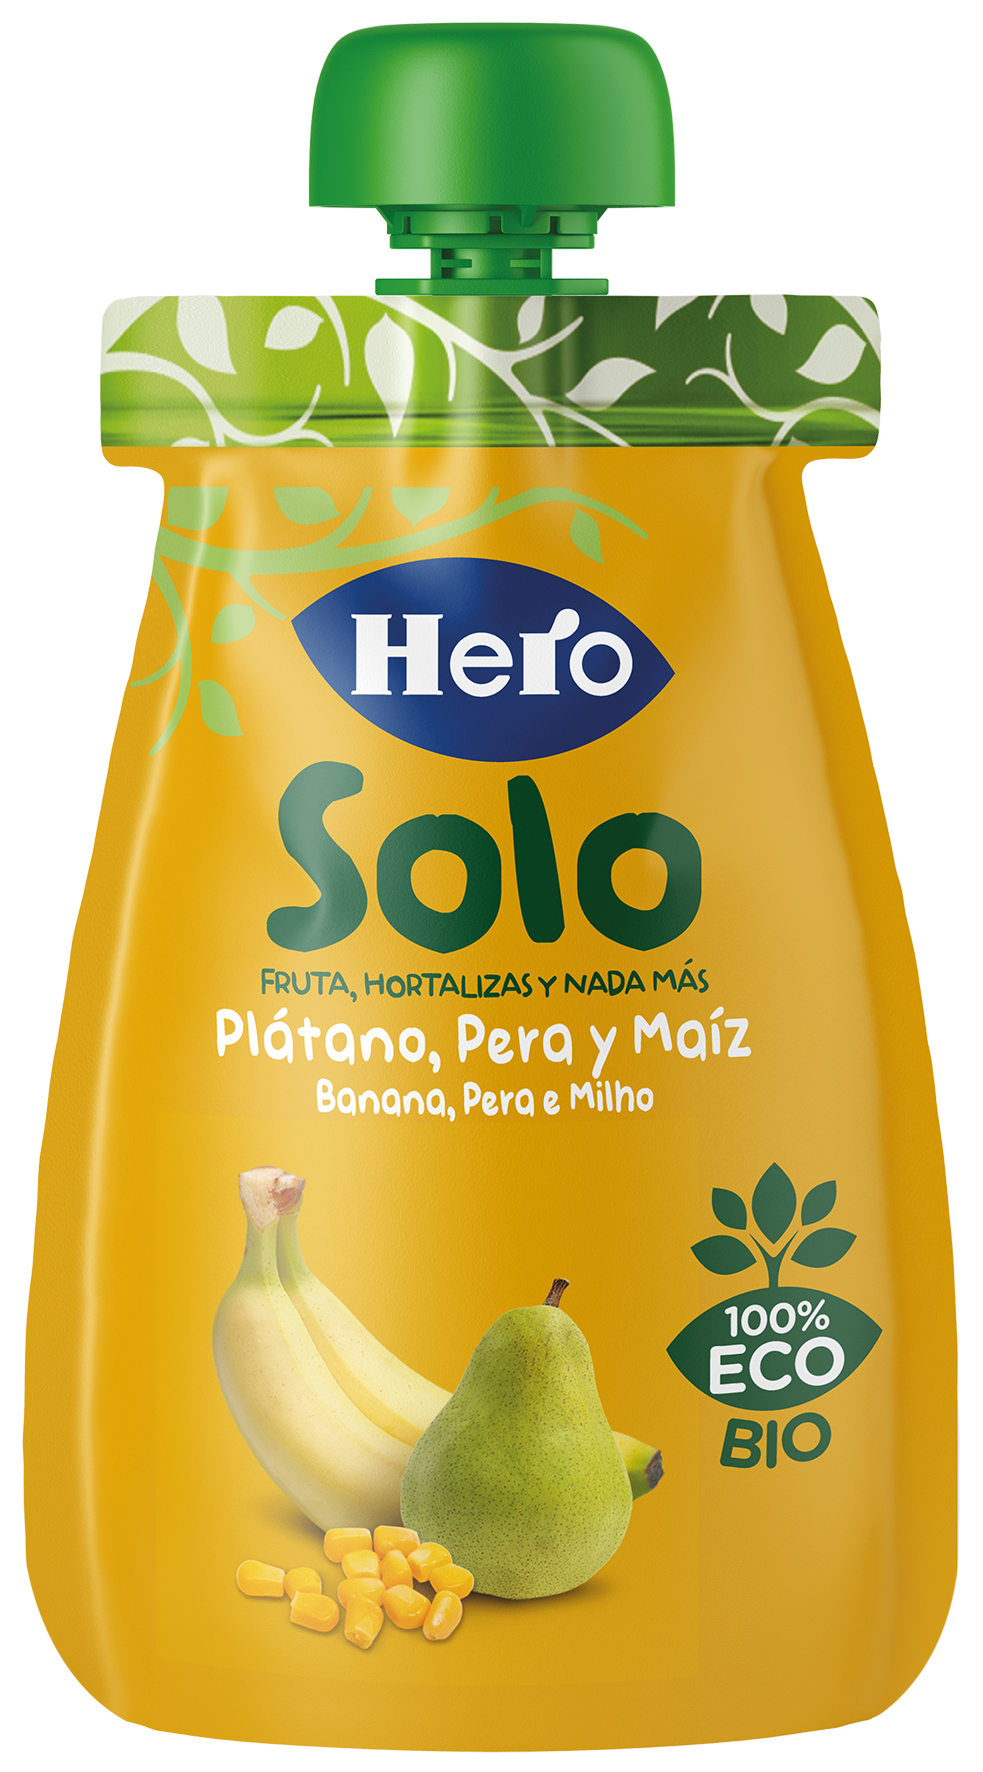 Hero
Solo
FRUTA, HORTALIZAS Y NADA MÁS
Plátano, Pera y Maíz
Banana, Pera e Milho
100%
ECO
BIO